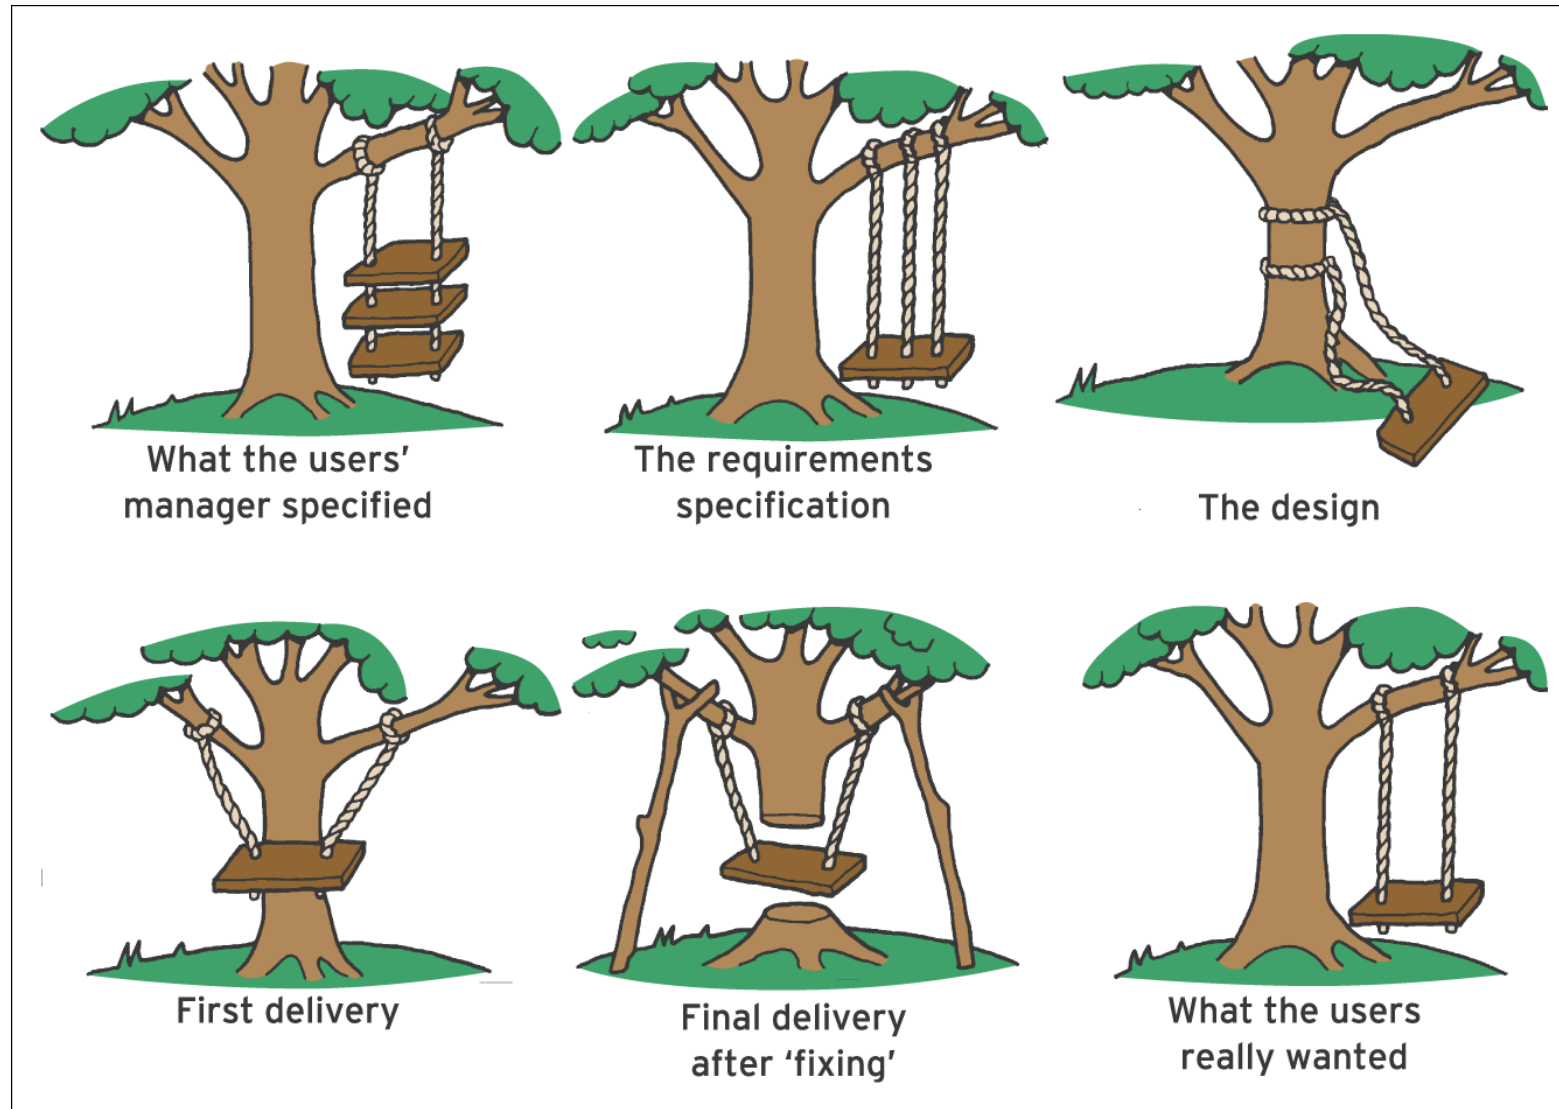 What the users’
manager specified
The requirements
specification
The design
First delivery
Final delivery
after ‘fixing’
What the users
really wanted